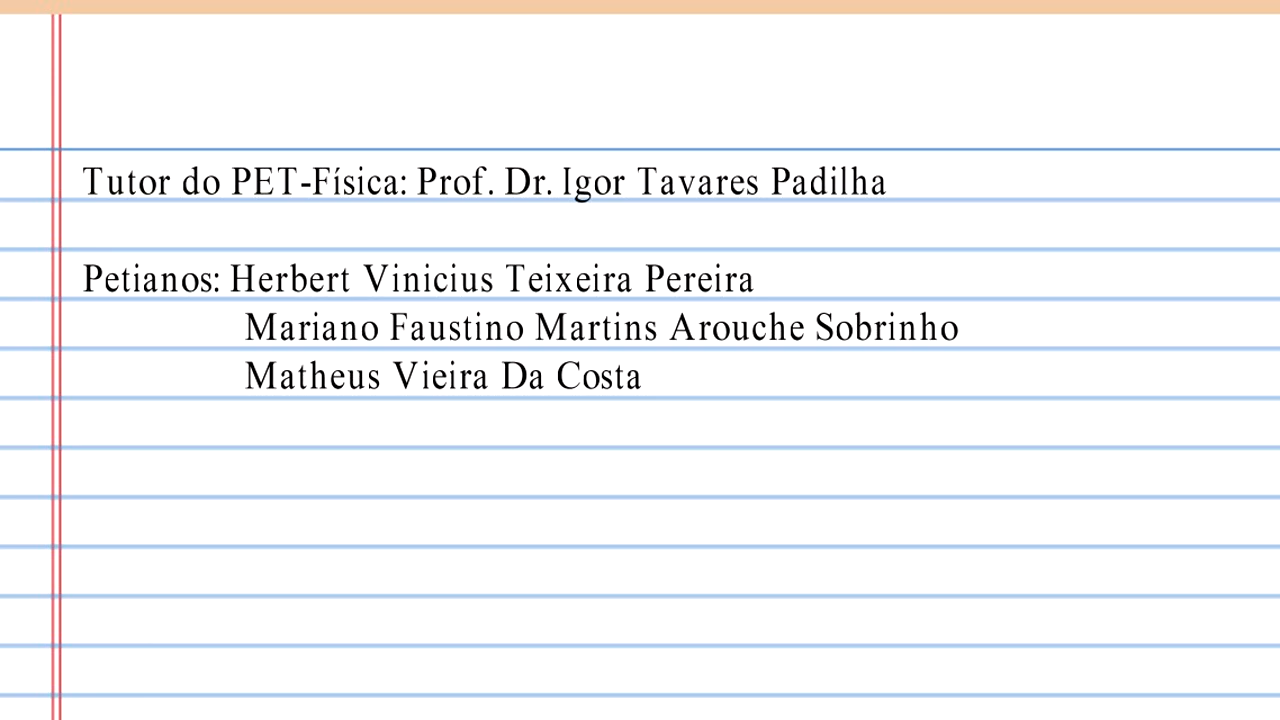 Tutor do PET-Física: Prof. Dr. Igor Tavares Padilha
Petianos: Herbert Vinicius Teixeira Pereira
Mariano Faustino Martins Arouche Sobrinho
Matheus Vieira Da Costa